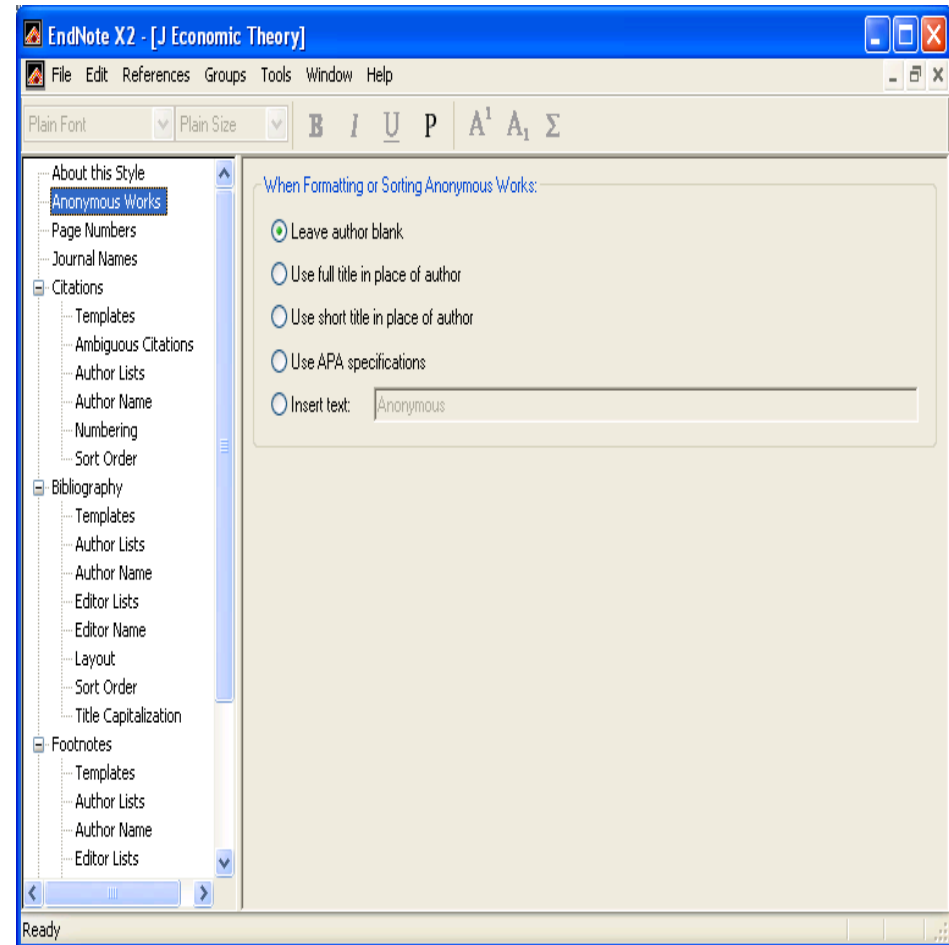 EndNote X2 - [J Economic Theory]
File Edit References Groups Tools Window Help
Plain Font Plain Size B I U P A1 A1 Σ
About this Style
Anonymous Works
Page Numbers
Journal Names
Citations
Templates
Ambiguous Citations
Author Lists
Author Name
Numbering
Sort Order
Bibliography
Templates
Author Lists
Author Name
Editor Lists
Editor Name
Layout
Sort Order
Title Capitalization
Footnotes
Templates
Author Lists
Author Name
Editor Lists
When Formatting or Sorting Anonymous Works:
Leave author blank
Use full title in place of author
Use short title in place of author
Use APA specifications
Insert text: Anonymous
Ready